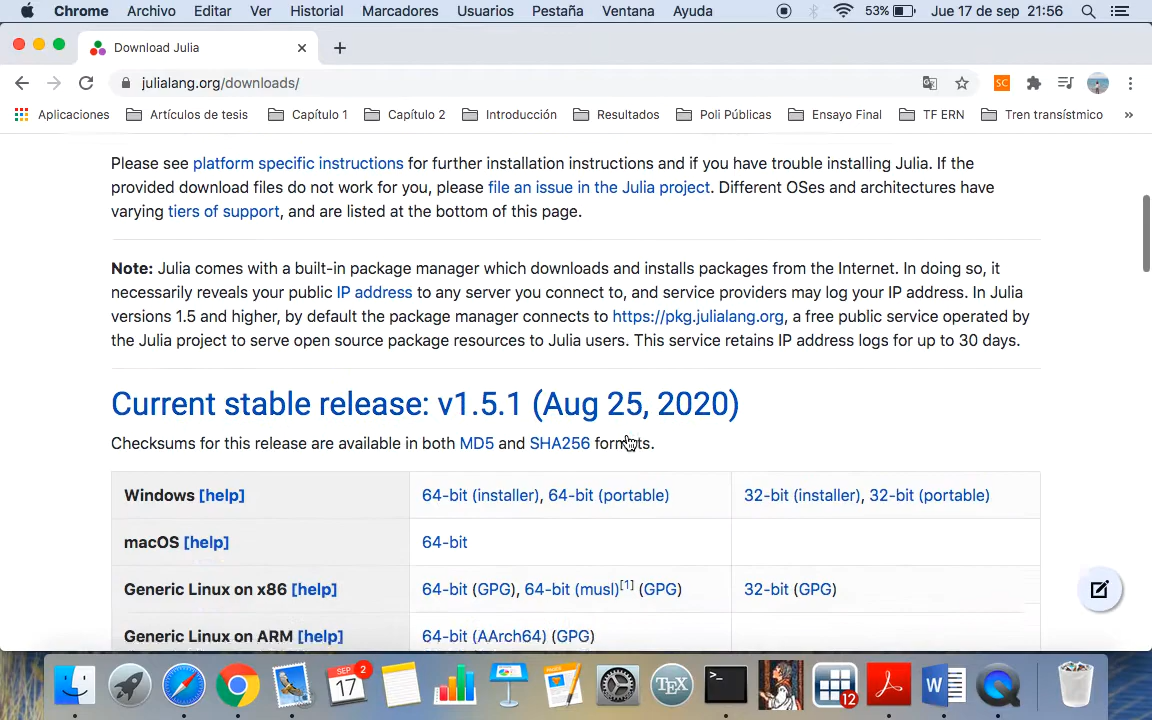 Chrome Archivo Editar Ver Historial Marcadores Usuarios Pestaña Ventana Ayuda 53% Jue 17 de sep 21:56
Download Julia
julialang.org/downloads/
SC
Aplicaciones Artículos de tesis Capítulo 1 Capítulo 2 Introducción Resultados Poli Públicas Ensayo Final TF ERN Tren transístmico »
Please see platform specific instructions for further installation instructions and if you have trouble installing Julia. If the
provided download files do not work for you, please file an issue in the Julia project. Different OSes and architectures have
varying tiers of support, and are listed at the bottom of this page.
Note: Julia comes with a built-in package manager which downloads and installs packages from the Internet. In doing so, it
necessarily reveals your public IP address to any server you connect to, and service providers may log your IP address. In Julia
versions 1.5 and higher, by default the package manager connects to https://pkg.julialang.org, a free public service operated by
the Julia project to serve open source package resources to Julia users. This service retains IP address logs for up to 30 days.
Current stable release: v1.5.1 (Aug 25, 2020)
Checksums for this release are available in both MD5 and SHA256 formats.
Windows [help] 64-bit (installer), 64-bit (portable) 32-bit (installer), 32-bit (portable)
macOS [help] 64-bit
Generic Linux on x86 [help] 64-bit (GPG), 64-bit (musl)[1] (GPG) 32-bit (GPG)
Generic Linux on ARM [help] 64-bit (AArch64) (GPG)
SEP 2
17
TEX
>_
12
W